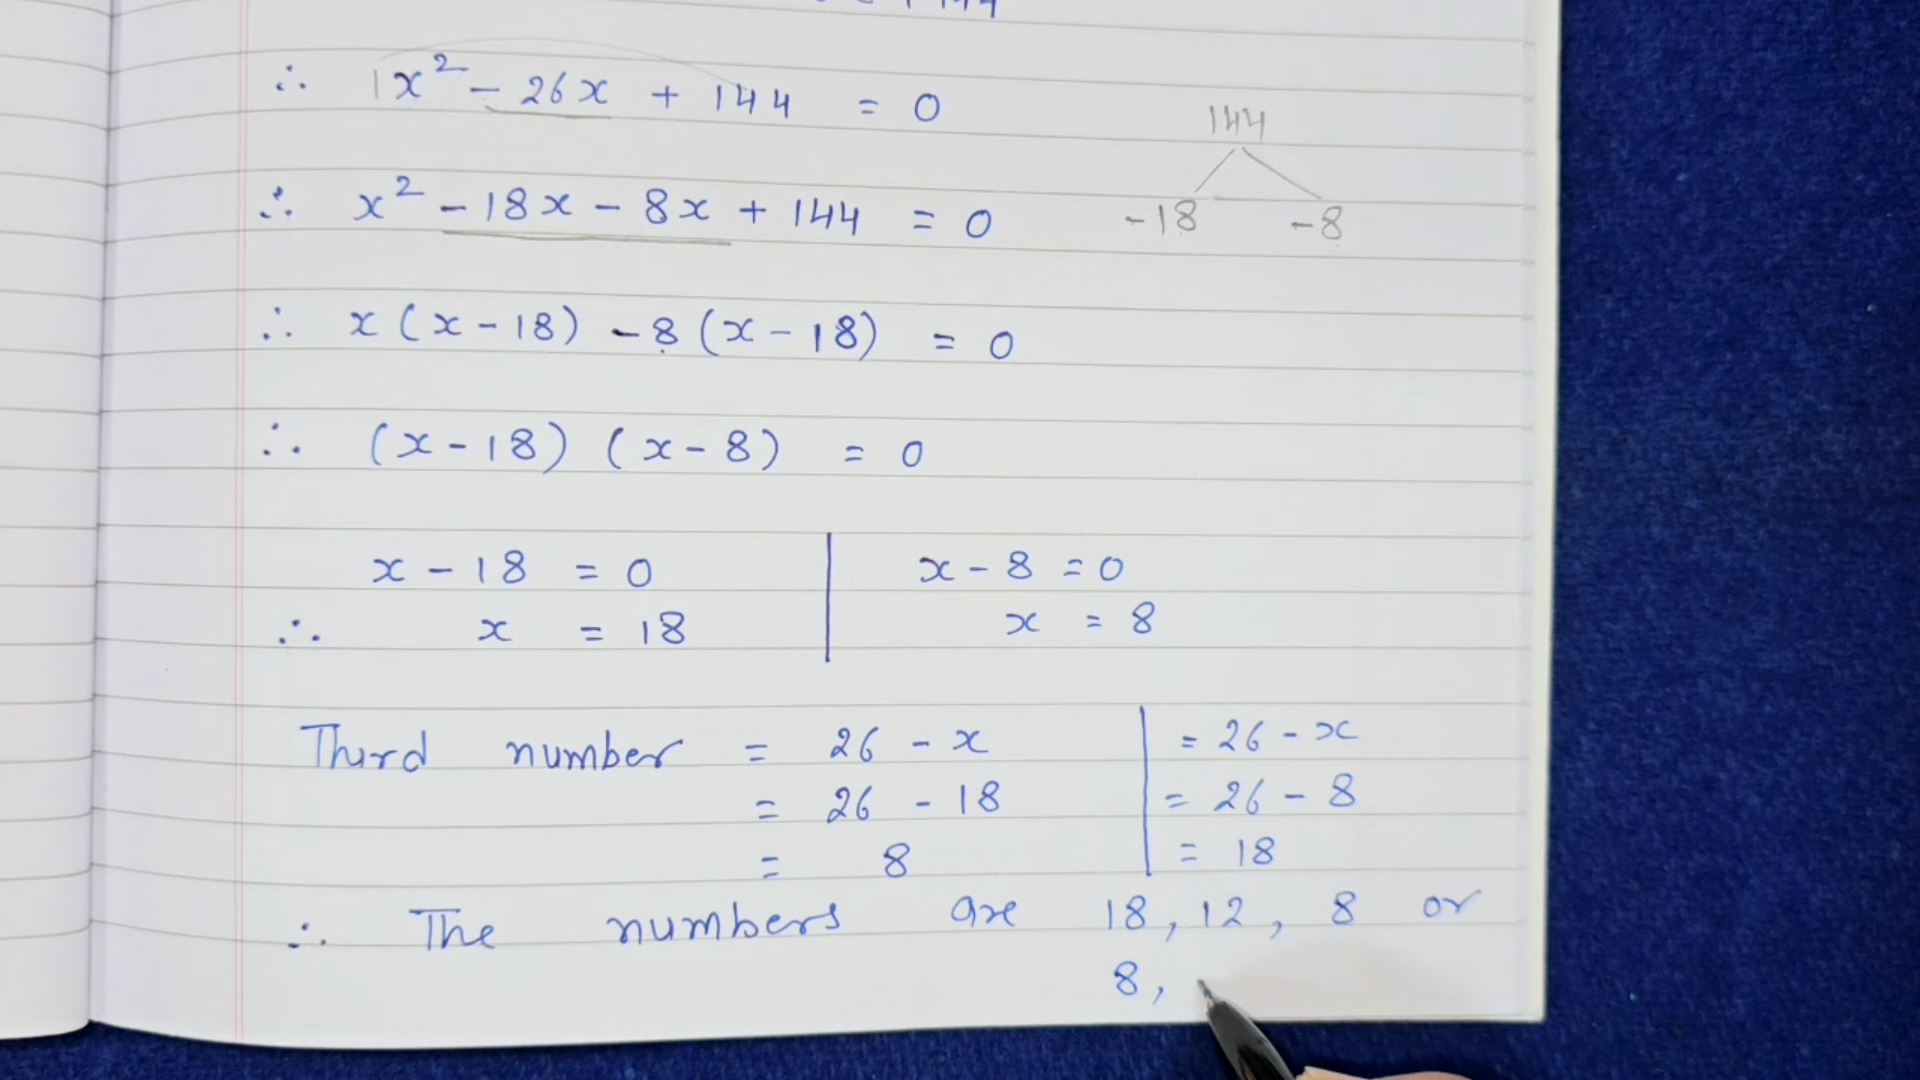 ∴ 1x² - 26x + 144 = 0
144
∴ x² - 18x - 8x + 144 = 0
-18 -8
∴ x(x-18) -8(x-18) = 0
∴ (x-18) (x-8) = 0
x - 18 = 0 | x - 8 = 0
∴ x = 18 | x = 8
Third number = 26 - x | = 26 - x
= 26 - 18 | = 26 - 8
= 8 | = 18
∴ The numbers are 18, 12, 8 or
8,